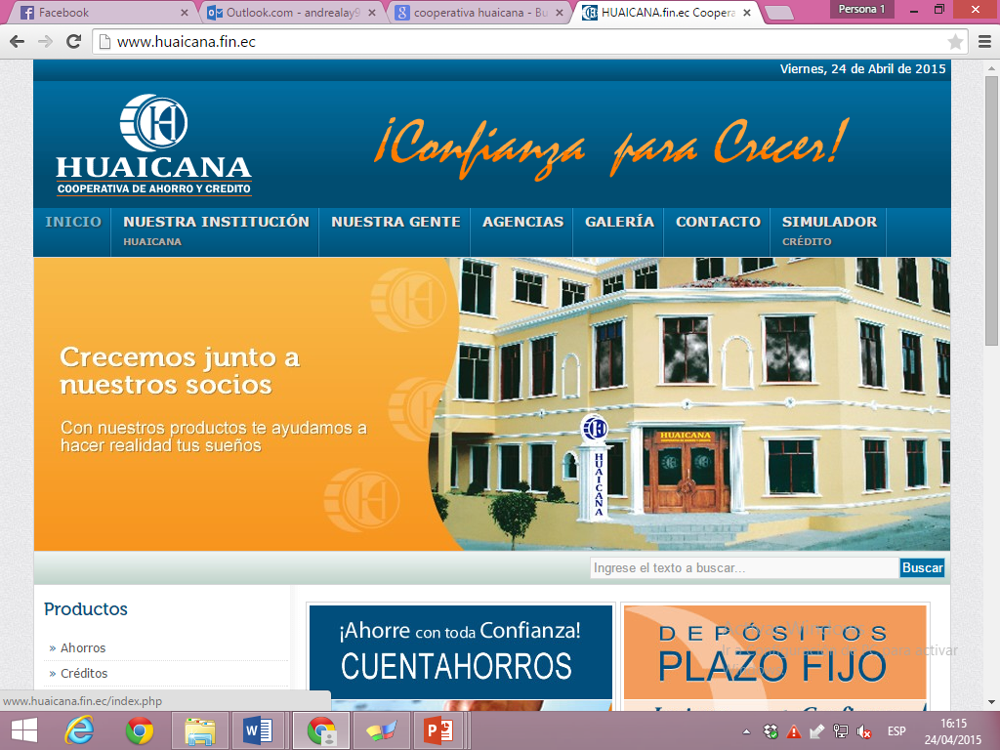 Facebook
Outlook.com - andrealay9
cooperativa huaicana - Bu
HUAICANA.fin.ec Coopera
Persona 1
www.huaicana.fin.ec
Viernes, 24 de Abril de 2015
HUAICANA
COOPERATIVA DE AHORRO Y CREDITO
¡Confianza para Crecer!
INICIO
NUESTRA INSTITUCIÓN
HUAICANA
NUESTRA GENTE
AGENCIAS
GALERÍA
CONTACTO
SIMULADOR
CRÉDITO
Crecemos junto a
nuestros socios
Con nuestros productos te ayudamos a
hacer realidad tus sueños
HUAICANA
HUAICANA
Ingrese el texto a buscar...
Buscar
Productos
» Ahorros
» Créditos
¡Ahorre con toda Confianza!
CUENTAHORROS
DEPÓSITOS
PLAZO FIJO
www.huaicana.fin.ec/index.php
ESP
16:15
24/04/2015